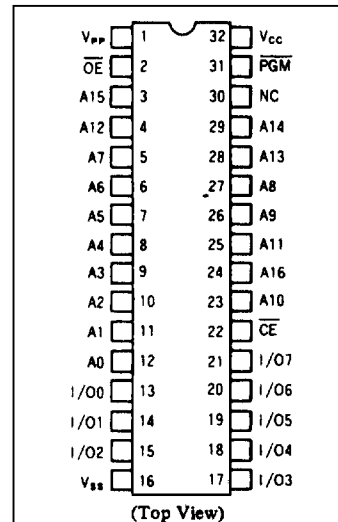 VPP 1 32 VCC
OE 2 31 PGM
A15 3 30 NC
A12 4 29 A14
A7 5 28 A13
A6 6 27 A8
A5 7 26 A9
A4 8 25 A11
A3 9 24 A16
A2 10 23 A10
A1 11 22 CE
A0 12 21 I/O7
I/O0 13 20 I/O6
I/O1 14 19 I/O5
I/O2 15 18 I/O4
VSS 16 17 I/O3
(Top View)